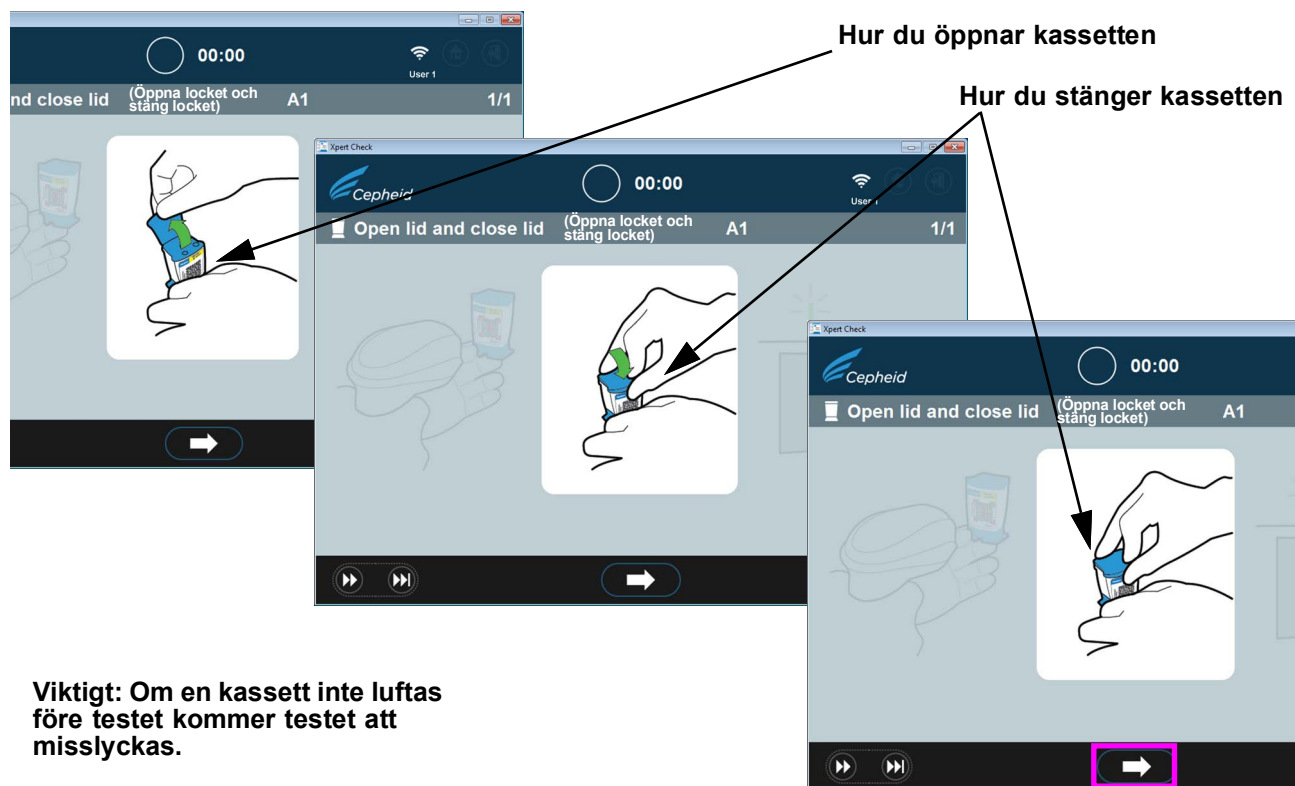 Hur du öppnar kassetten
Hur du stänger kassetten
00:00
User 1
nd close lid
(Öppna locket och
stäng locket)
A1
1/1
Xpert Check
Cepheid
00:00
User 1
Open lid and close lid
(Öppna locket och
stäng locket)
A1
1/1
Xpert Check
Cepheid
00:00
Open lid and close lid
(Öppna locket och
stäng locket)
A1
Viktigt: Om en kassett inte luftas
före testet kommer testet att
misslyckas.